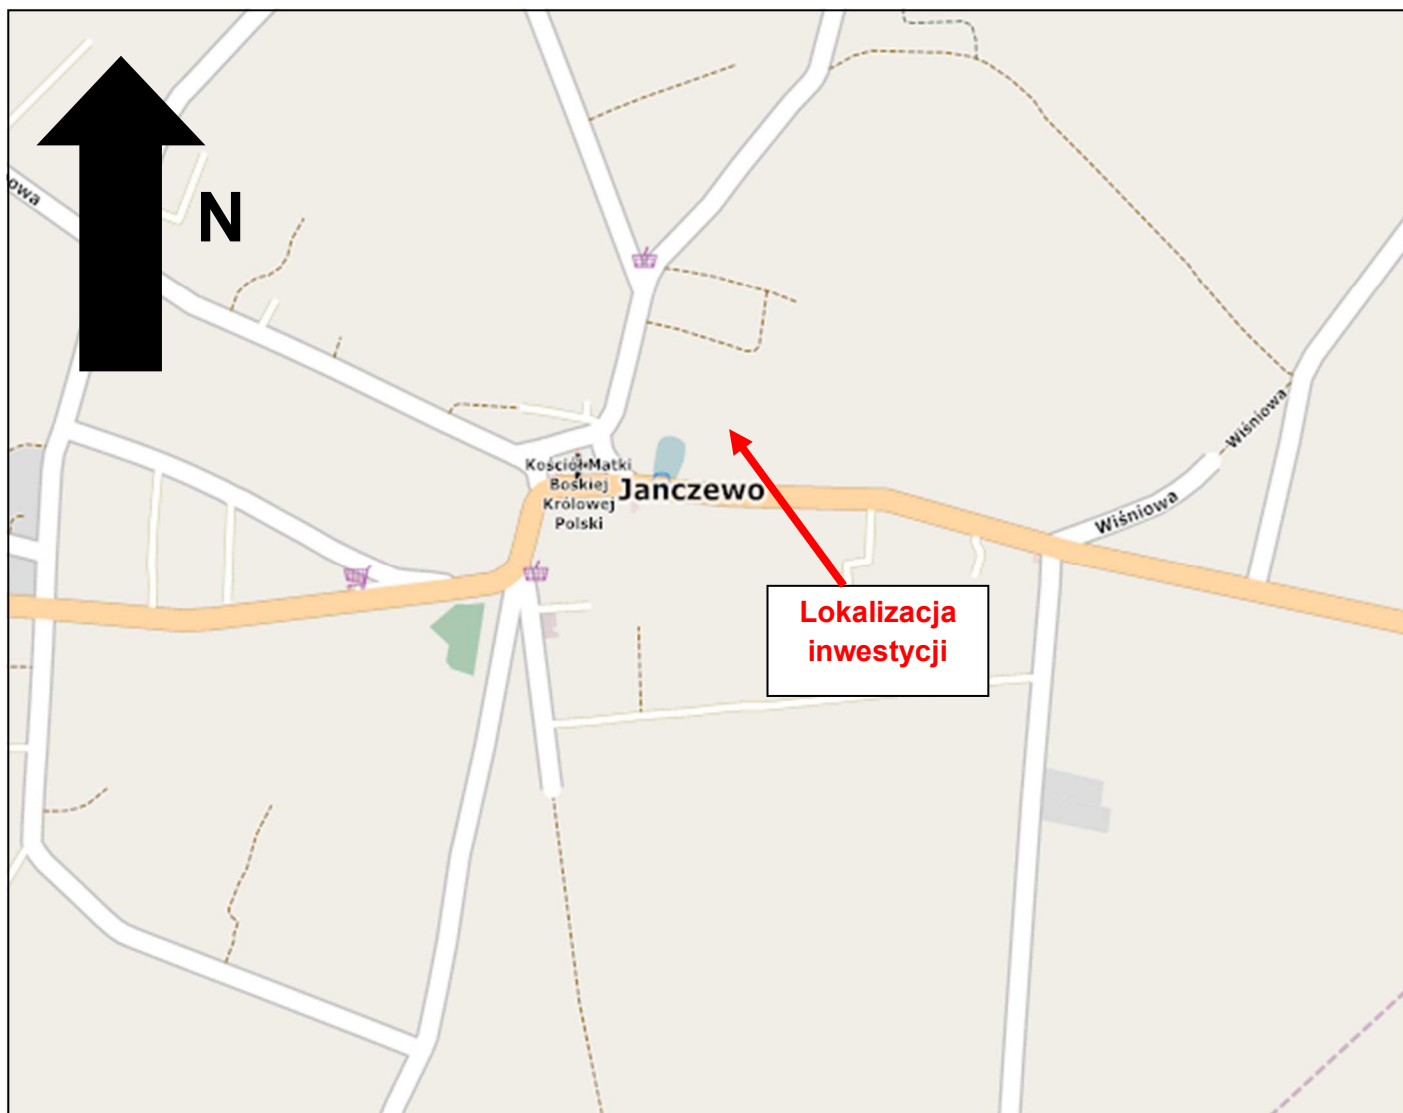 owa
N
Kościół Matki
Boskiej
Królowej
Polski
Janczewo
Wiśniowa
Wiśniowa
Lokalizacja
inwestycji